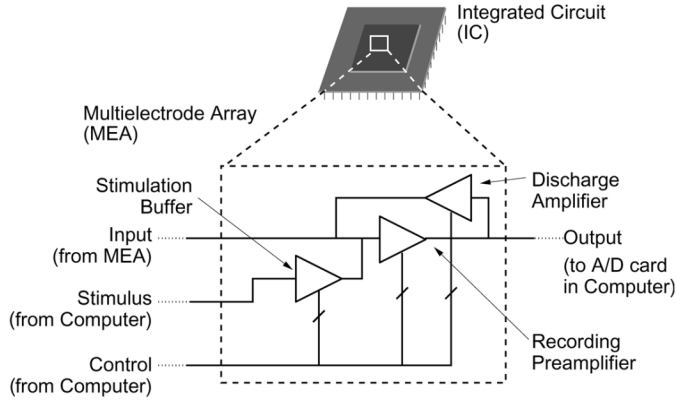 Integrated Circuit
(IC)
Multielectrode Array
(MEA)
Stimulation
Buffer
Discharge
Amplifier
Input
(from MEA)
Output
(to A/D card
in Computer)
Stimulus
(from Computer)
Recording
Preamplifier
Control
(from Computer)